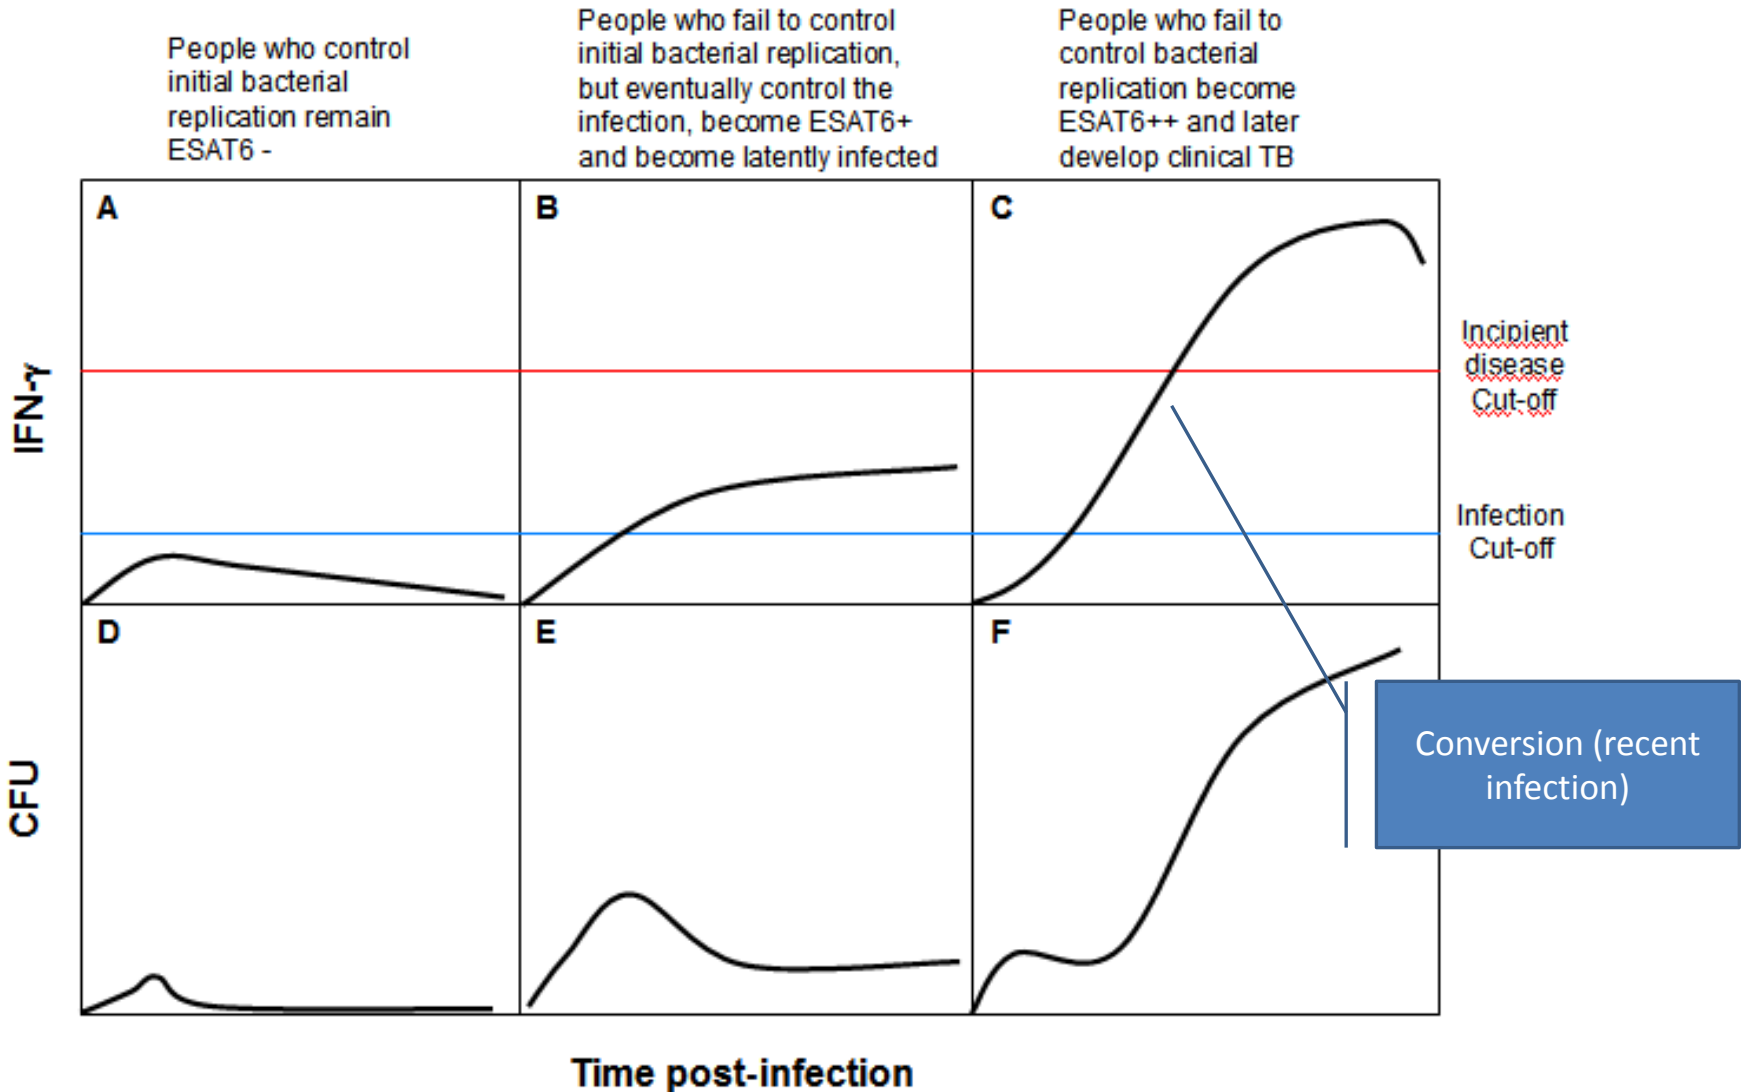 People who control
initial bacterial
replication remain
ESAT6 -
People who fail to control
initial bacterial replication,
but eventually control the
infection, become ESAT6+
and become latently infected
People who fail to
control bacterial
replication become
ESAT6++ and later
develop clinical TB
A
B
C
IFN-γ
Incipient
disease
Cut-off
Infection
Cut-off
D
E
F
CFU
Conversion (recent
infection)
Time post-infection